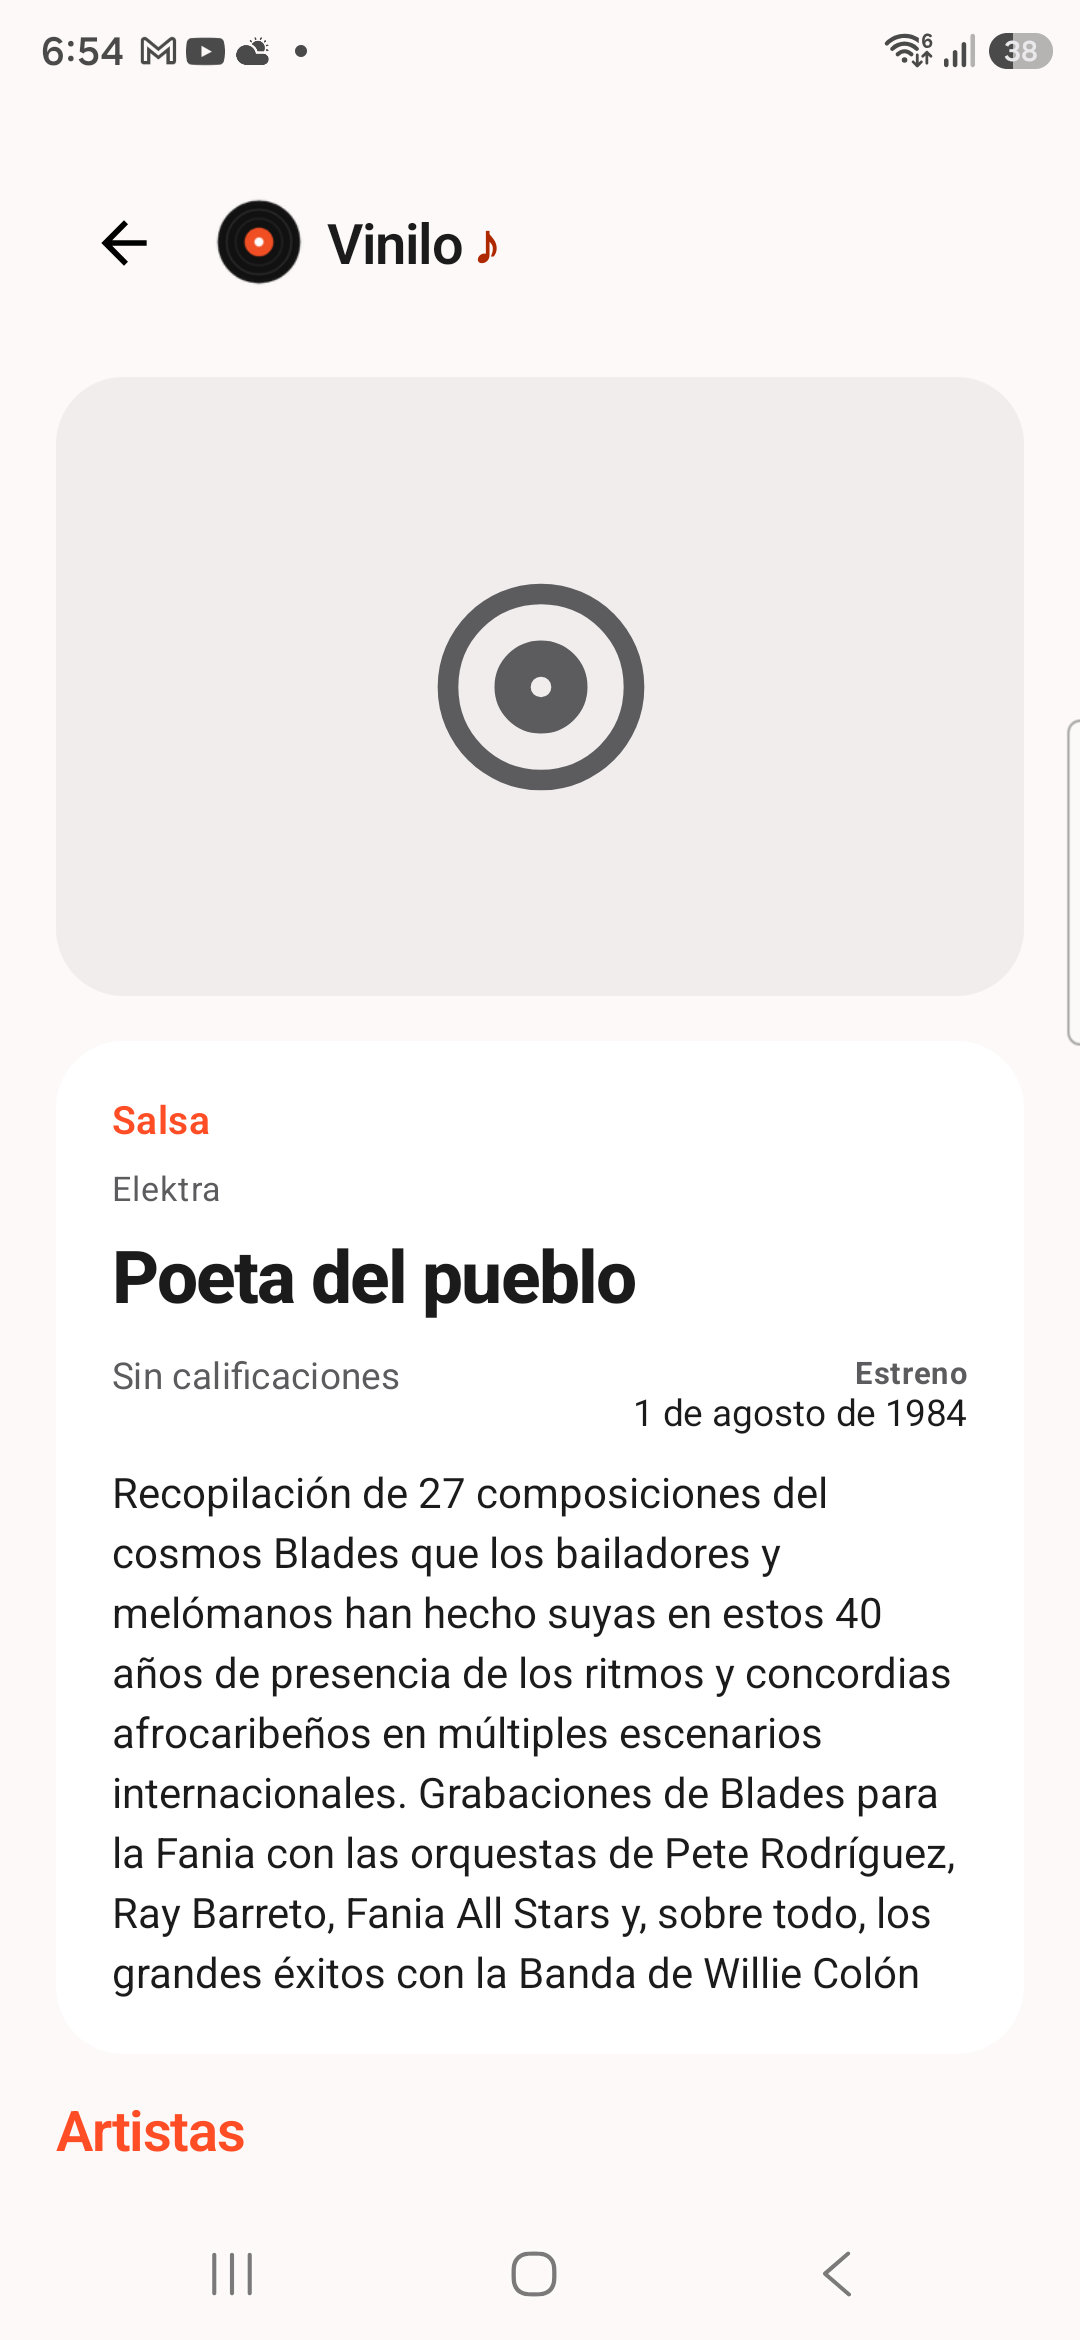 6:54
6
38
Vinilo ♪
Salsa
Elektra
Poeta del pueblo
Sin calificaciones
Estreno
1 de agosto de 1984
Recopilación de 27 composiciones del
cosmos Blades que los bailadores y
melómanos han hecho suyas en estos 40
años de presencia de los ritmos y concordias
afrocaribeños en múltiples escenarios
internacionales. Grabaciones de Blades para
la Fania con las orquestas de Pete Rodríguez,
Ray Barreto, Fania All Stars y, sobre todo, los
grandes éxitos con la Banda de Willie Colón
Artistas